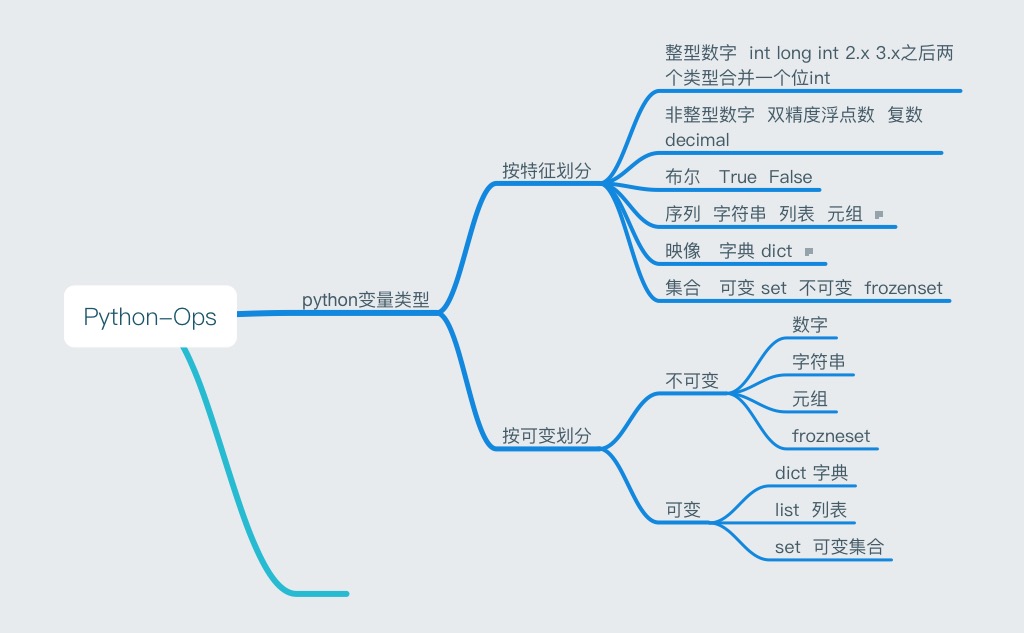 整型数字 int long int 2.x 3.x之后两
个类型合并一个位int
非整型数字 双精度浮点数 复数
decimal
按特征划分
布尔 True False
序列 字符串 列表 元组
映像 字典 dict
集合 可变 set 不可变 frozenset
python变量类型
Python-Ops
数字
字符串
不可变
元组
frozneset
按可变划分
dict 字典
list 列表
可变
set 可变集合